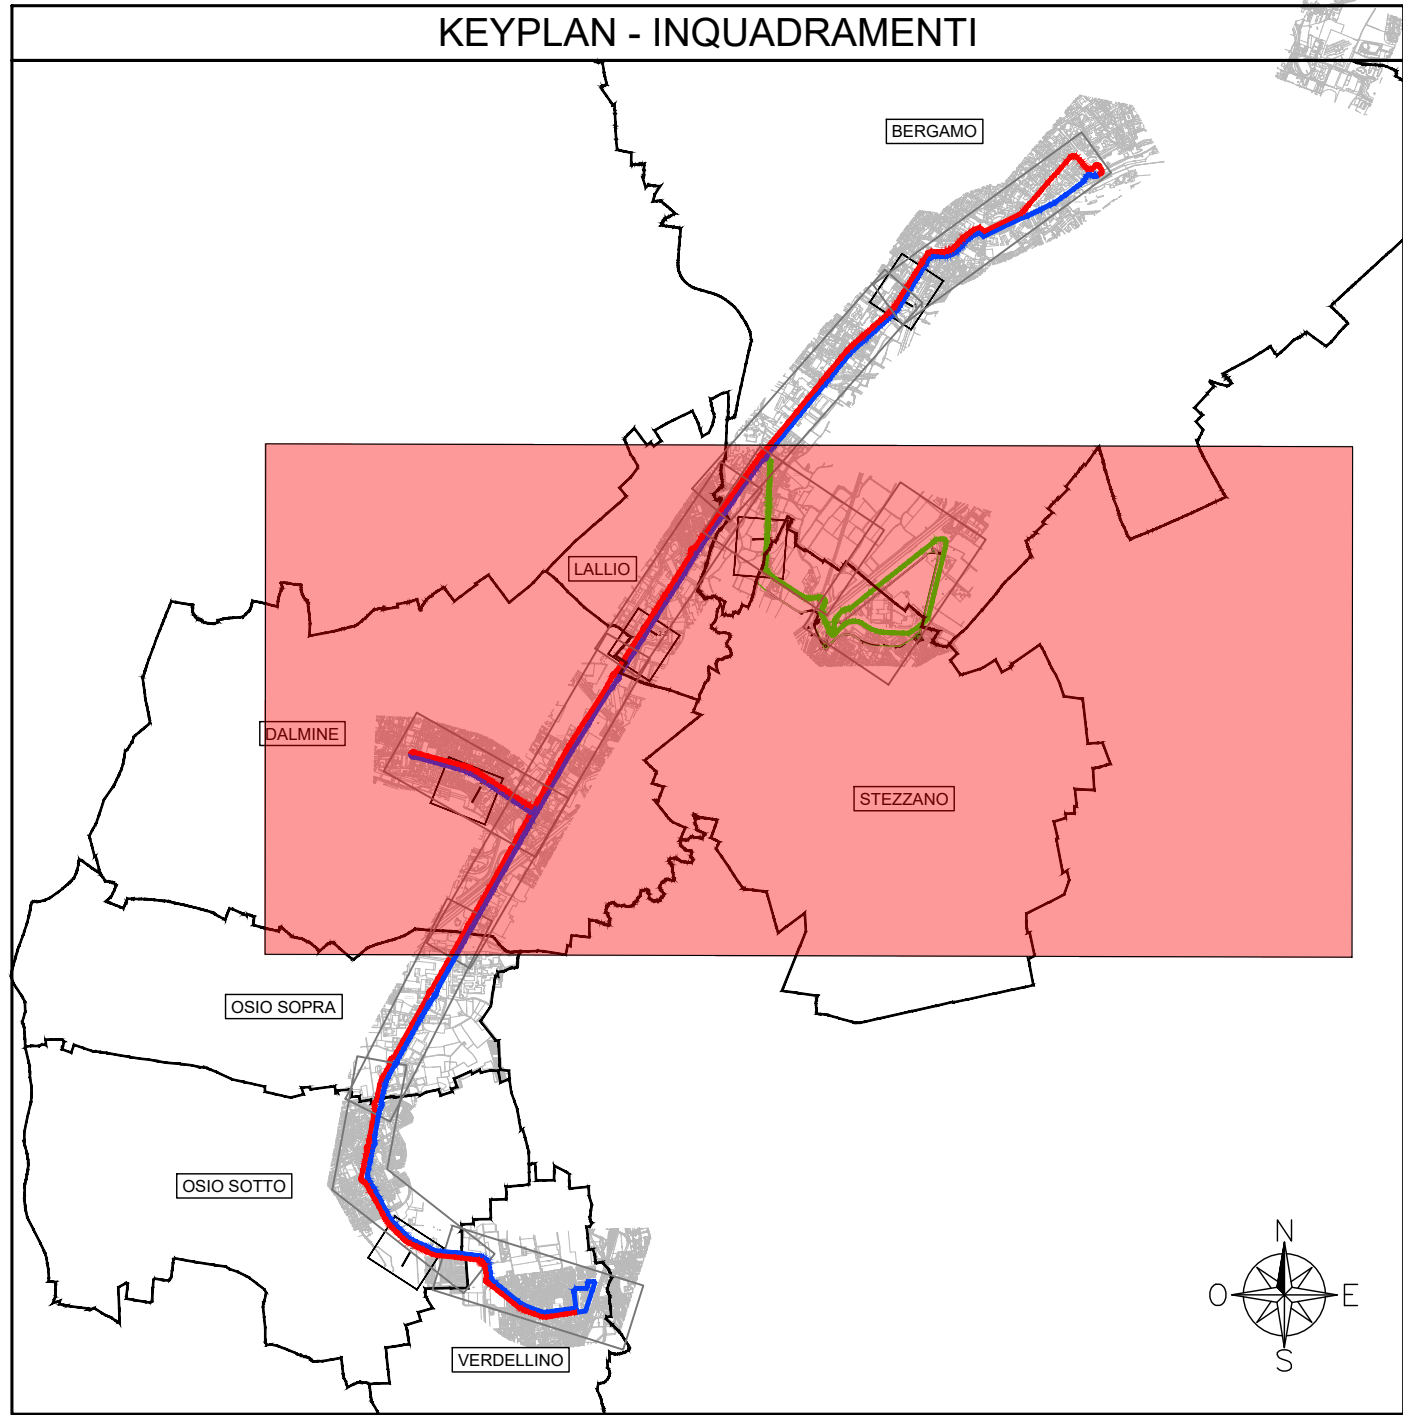 KEYPLAN - INQUADRAMENTI
BERGAMO
LALLIO
DALMINE
STEZZANO
OSIO SOPRA
OSIO SOTTO
VERDELLINO
N
O
E
S